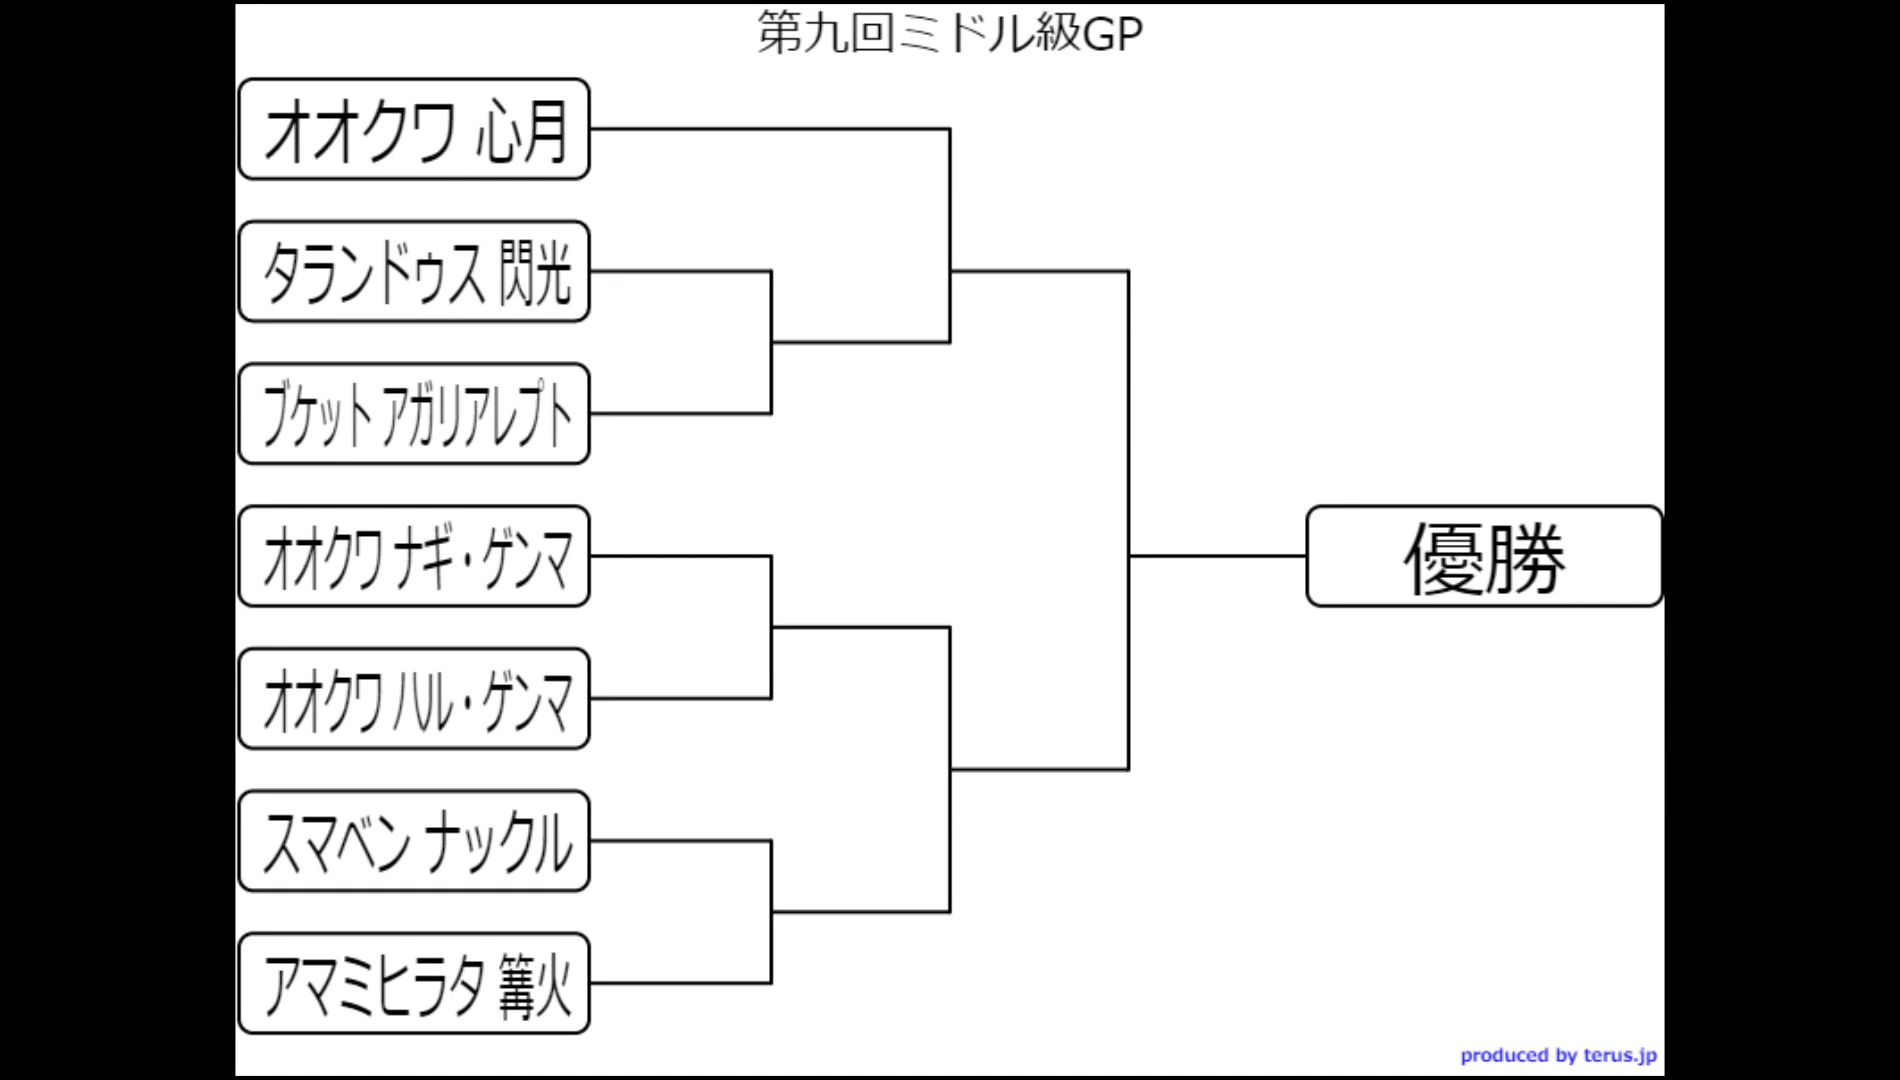 第九回ミドル級GP
オオクワ 心月
タランドゥス 閃光
ブケット アガリアレプト
オオクワ ナギ・ゲンマ
オオクワ ハル・ゲンマ
スマベン ナックル
アマミヒラタ 篝火
優勝
produced by terus.jp